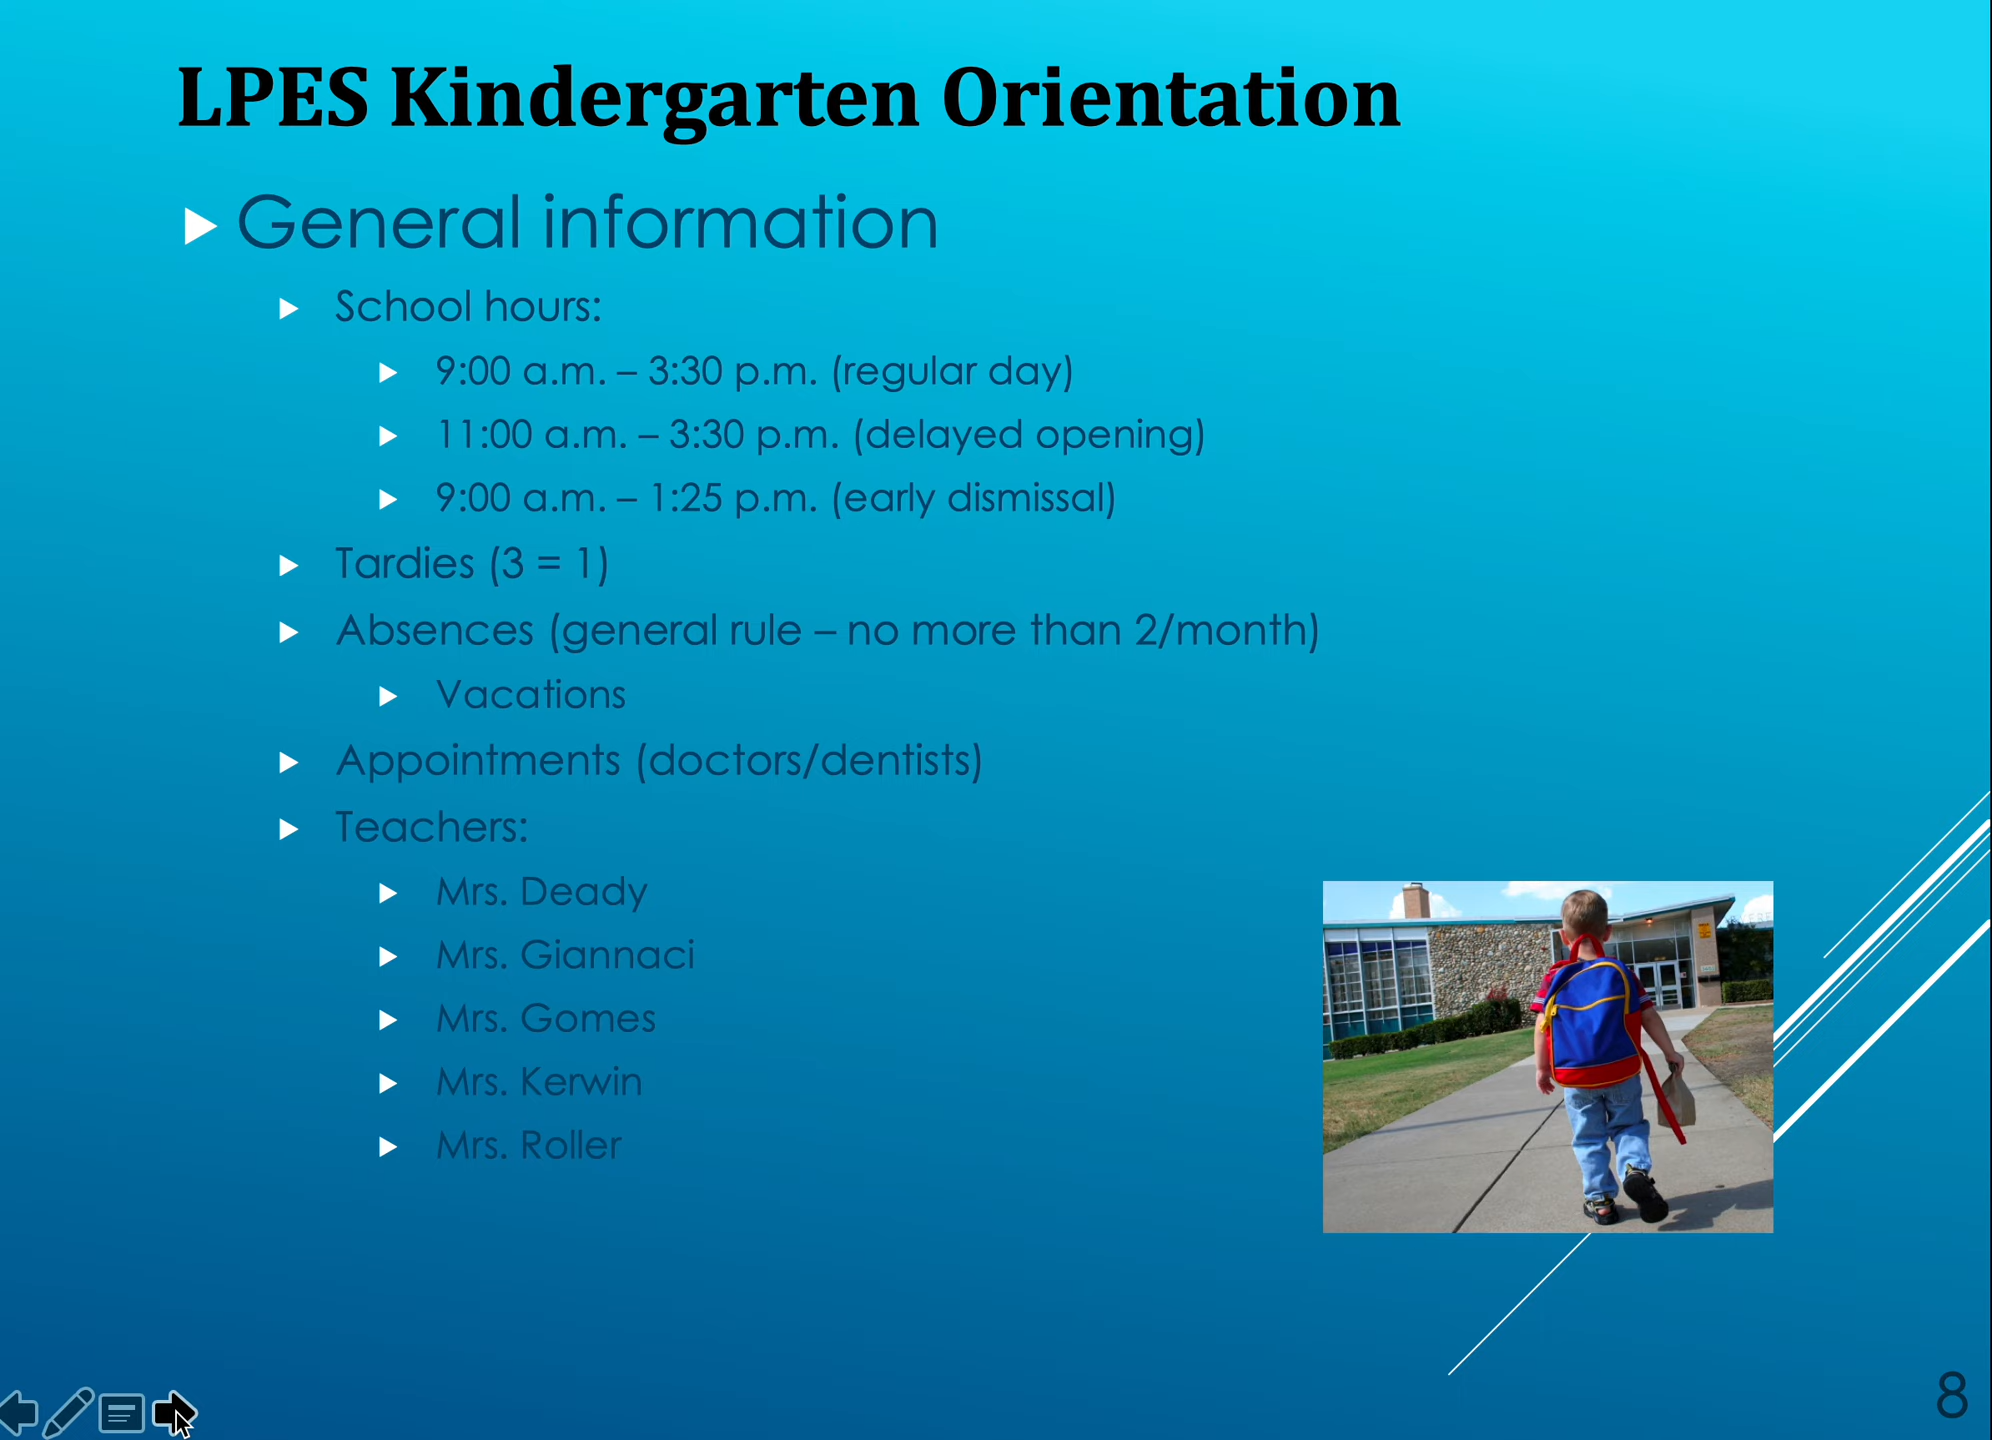 LPES Kindergarten Orientation
General information
School hours:
9:00 a.m. – 3:30 p.m. (regular day)
11:00 a.m. – 3:30 p.m. (delayed opening)
9:00 a.m. – 1:25 p.m. (early dismissal)
Tardies (3 = 1)
Absences (general rule – no more than 2/month)
Vacations
Appointments (doctors/dentists)
Teachers:
Mrs. Deady
Mrs. Giannaci
Mrs. Gomes
Mrs. Kerwin
Mrs. Roller
8